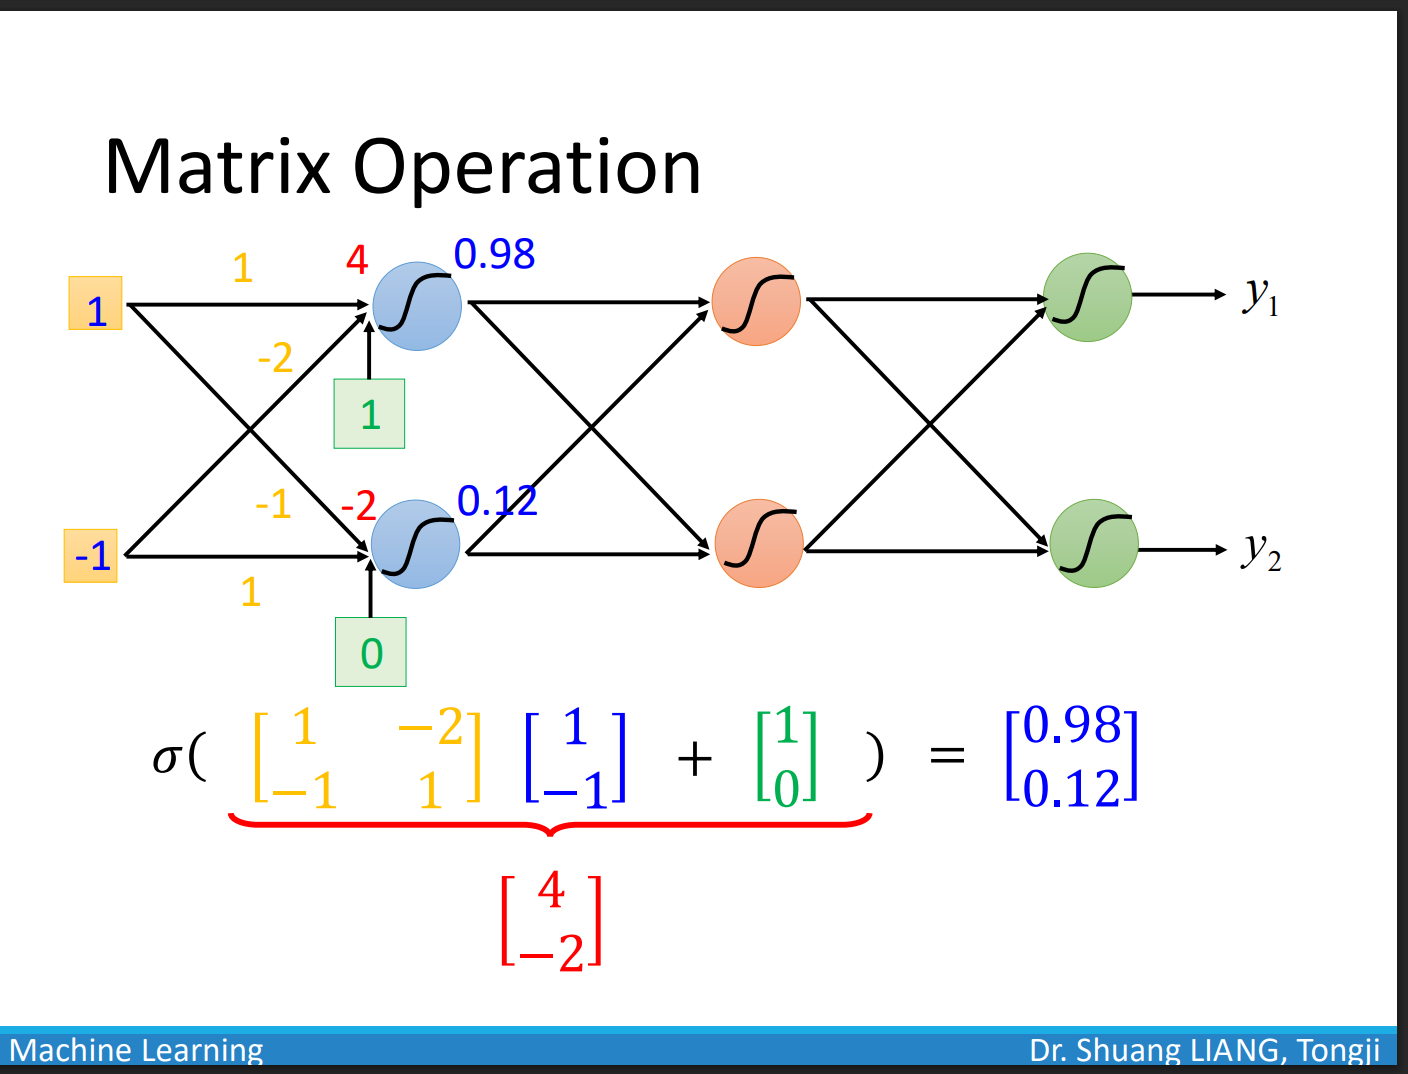 Matrix Operation
1 4 0.98
1 y₁
-2
1
-1 -2 0.12
-1 y₂
1
0
σ( [1 −2; −1 1] [1; −1] + [1; 0] ) = [0.98; 0.12]
[4; −2]
Machine Learning Dr. Shuang LIANG, Tongji